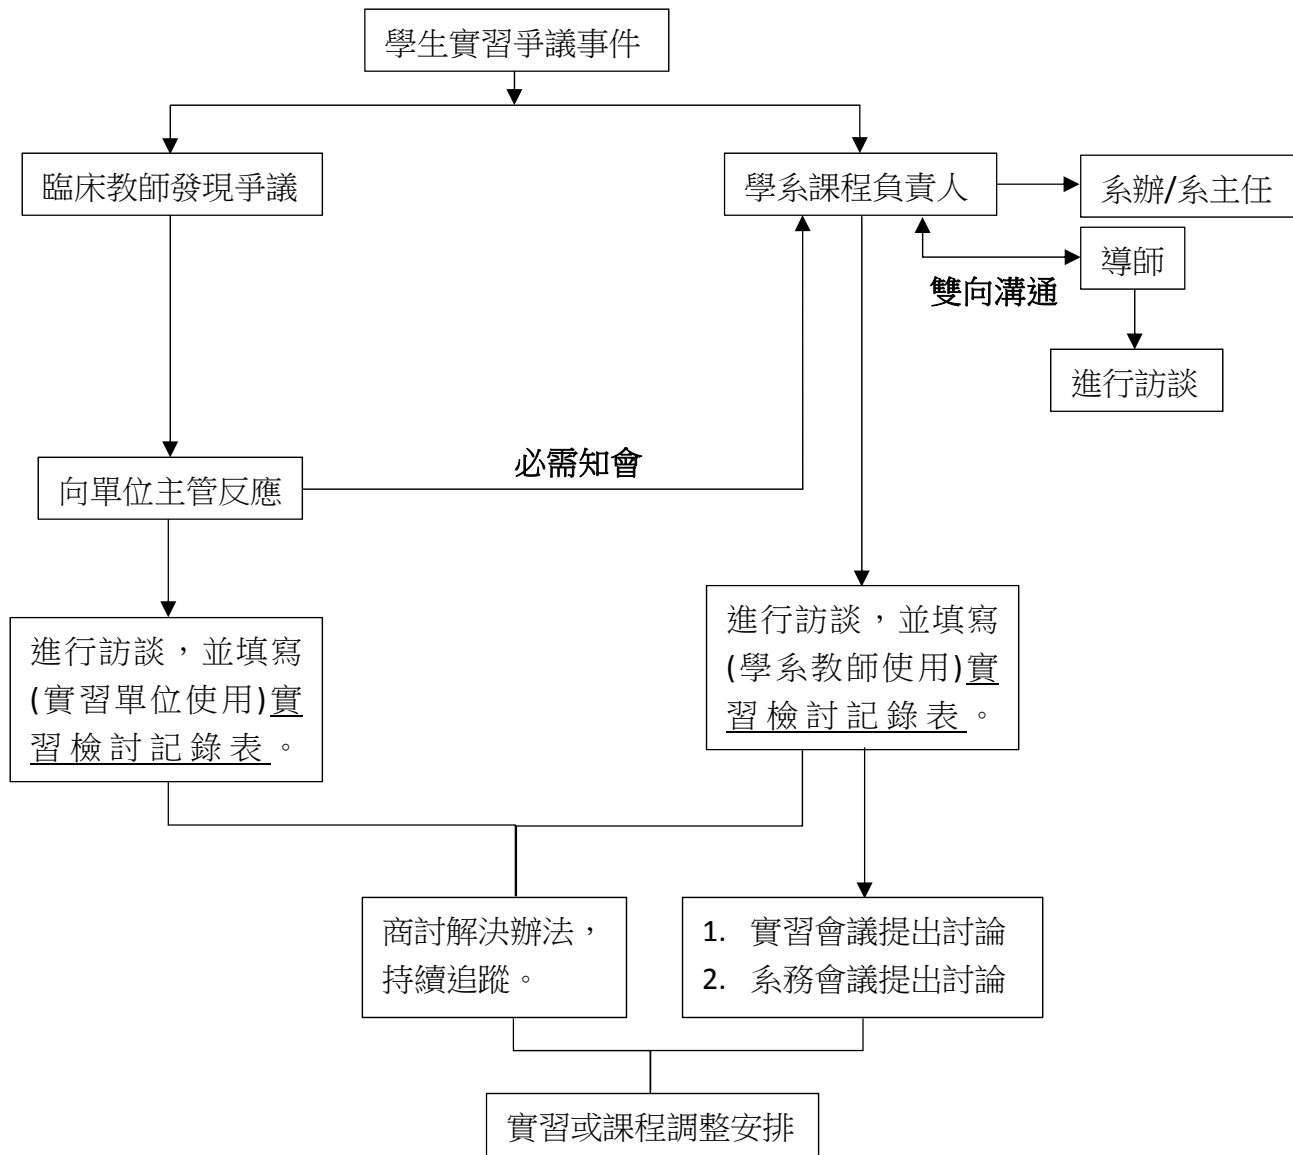 學生實習爭議事件
臨床教師發現爭議
學系課程負責人
系辦/系主任
導師
雙向溝通
進行訪談
必需知會
向單位主管反應
進行訪談，並填寫
(實習單位使用)實
習檢討記錄表。
進行訪談，並填寫
(學系教師使用)實
習檢討記錄表。
商討解決辦法，
持續追蹤。
1. 實習會議提出討論
2. 系務會議提出討論
實習或課程調整安排